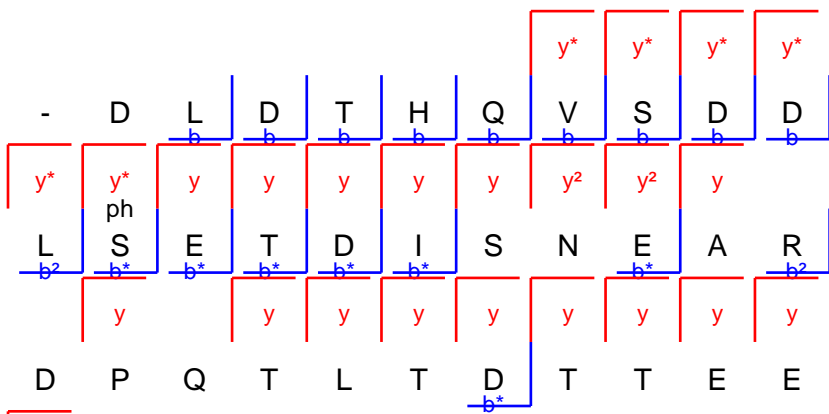 y* y* y* y*
- D L D T H Q V S D D
b b b b b b b b b
y* y* y y y y y y² y² y
ph
L S E T D I S N E A R
b² b* b* b* b* b* b* b²
y y y y y y y y y
D P Q T L T D T T E E
b*